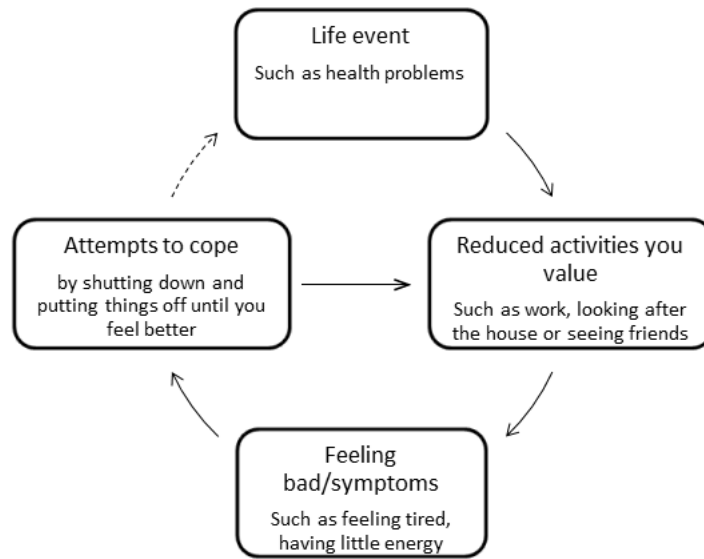 Life event
Such as health problems
Attempts to cope
by shutting down and
putting things off until you
feel better
Reduced activities you
value
Such as work, looking after
the house or seeing friends
Feeling
bad/symptoms
Such as feeling tired,
having little energy